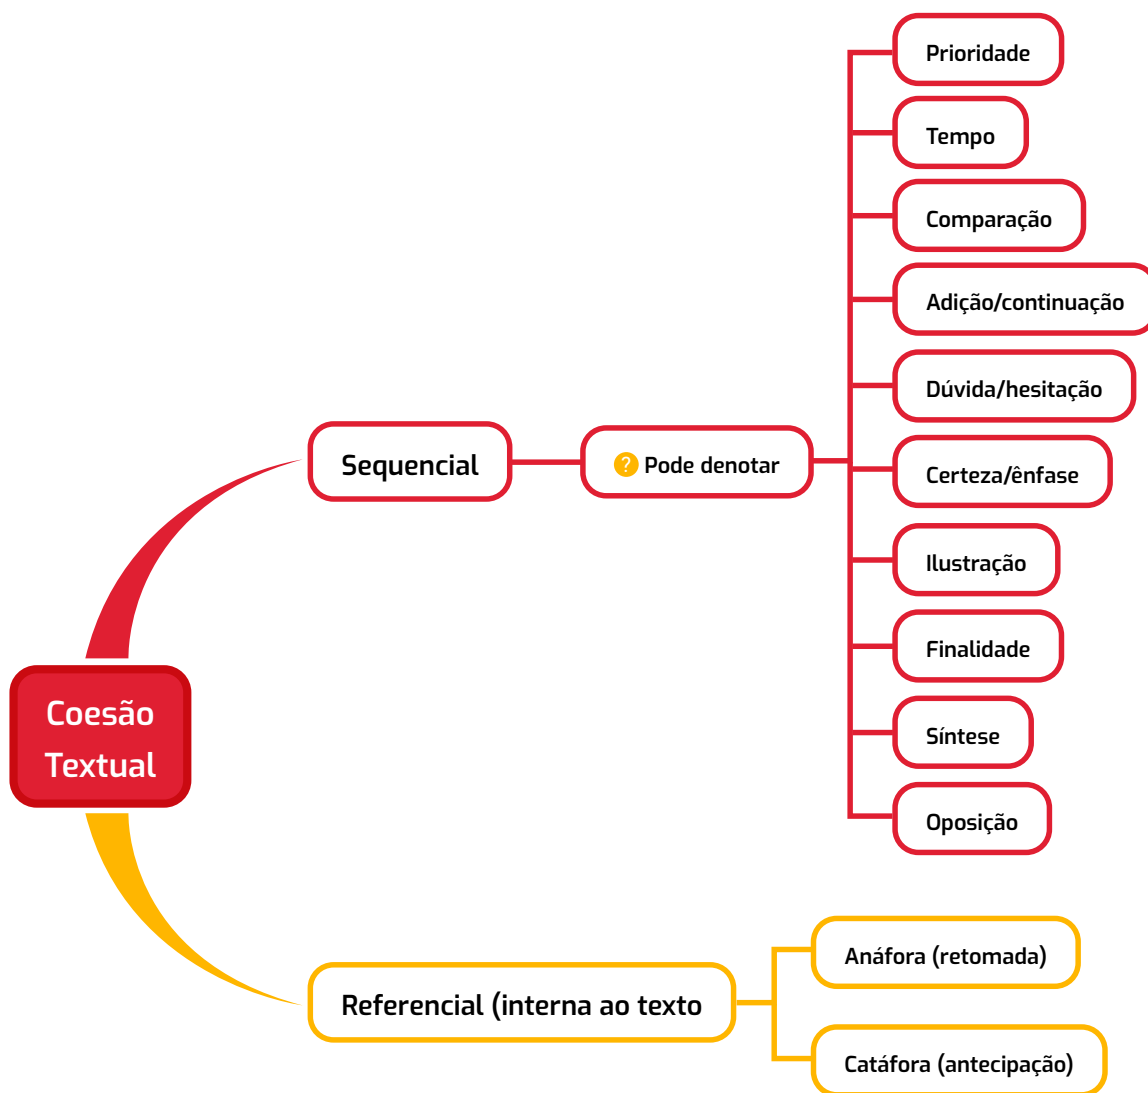 Coesão
Textual
Sequencial
? Pode denotar
Prioridade
Tempo
Comparação
Adição/continuação
Dúvida/hesitação
Certeza/ênfase
Ilustração
Finalidade
Síntese
Oposição
Referencial (interna ao texto
Anáfora (retomada)
Catáfora (antecipação)